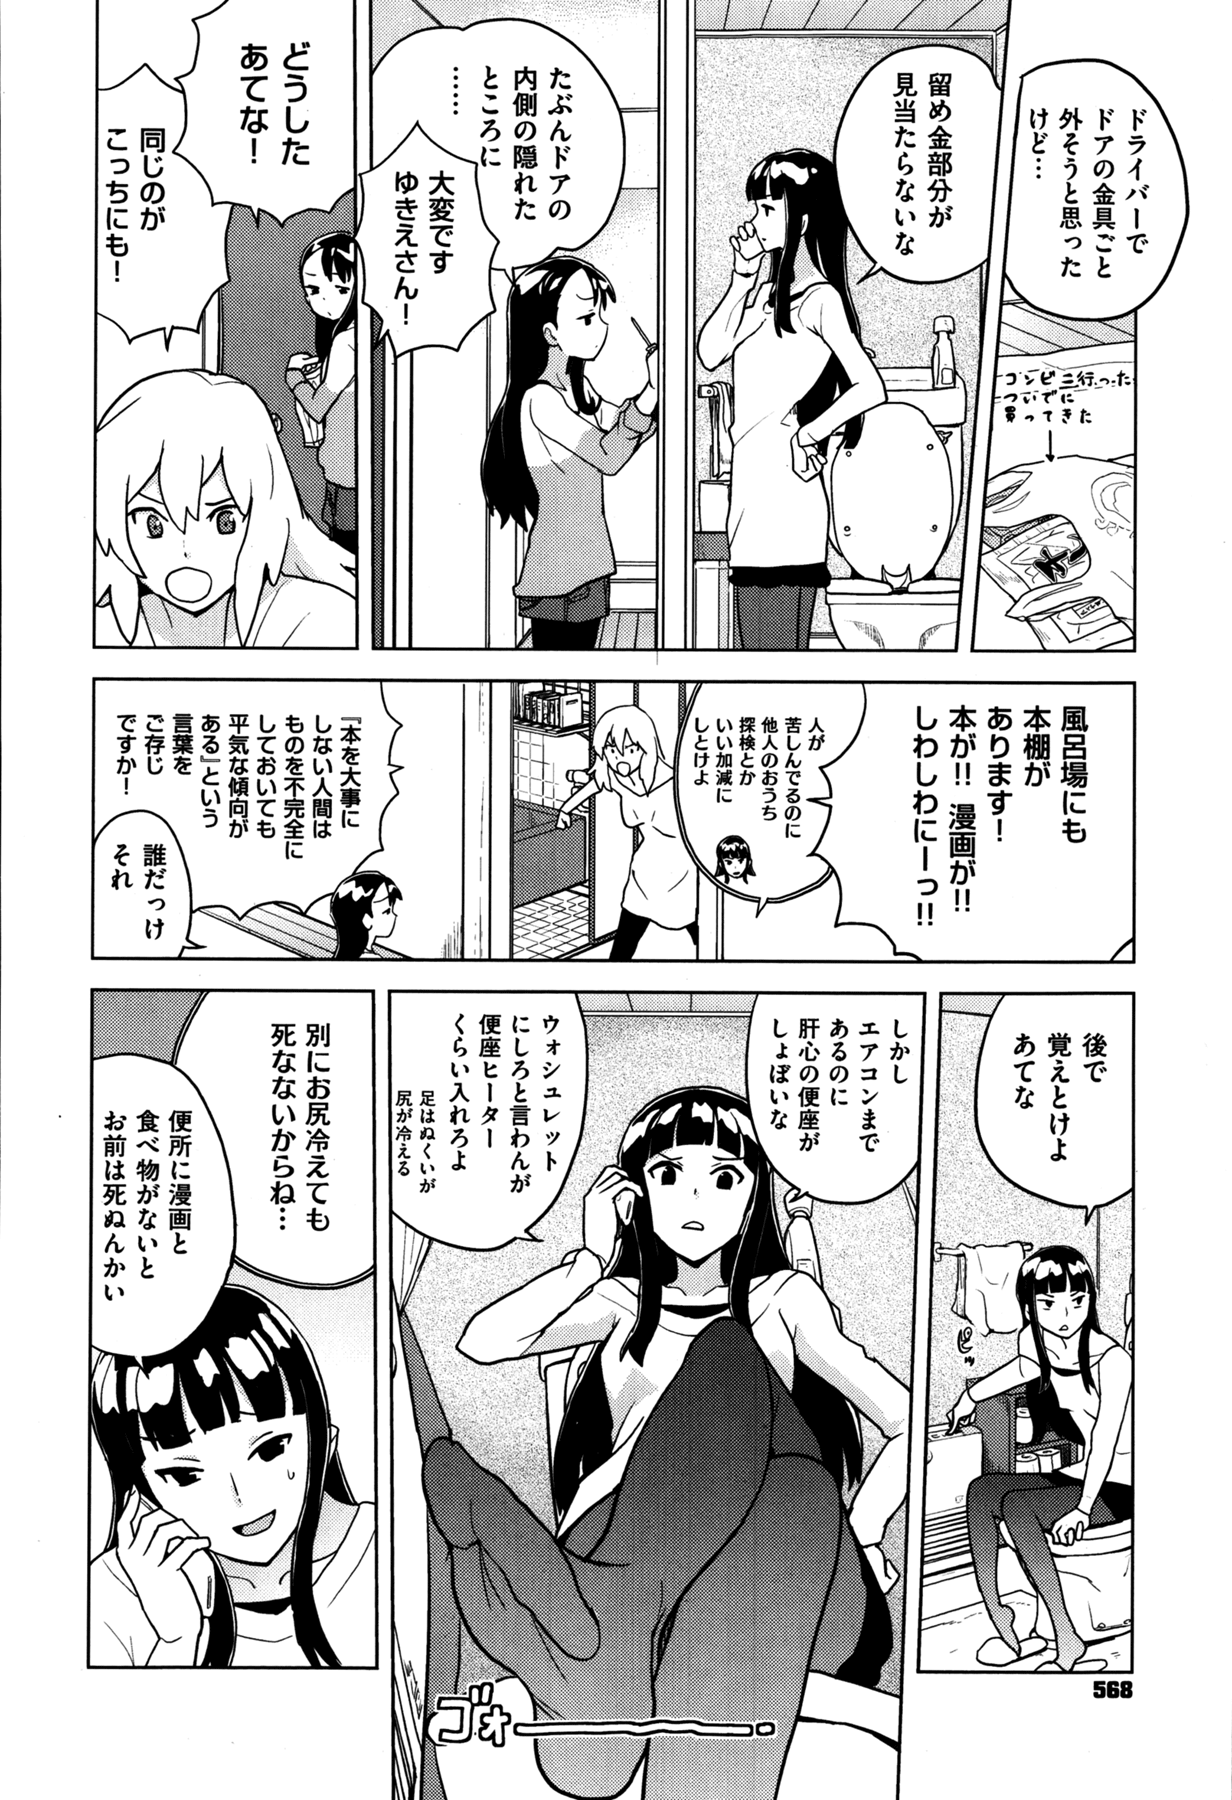 ドライバーで
ドアの金具ごと
外そうと思った
けど…
コンビニ行った
ついでに
買ってきた
留め金部分が
見当たらないな
たぶんドアの
内側の隠れた
ところに
……
大変です
ゆきえさん！
どうした
あてな！
同じのが
こっちにも！
風呂場にも
本棚が
あります！
本が!! 漫画が!!
しわしわにーっ!!
人が
苦しんでるのに
他人のおうち
探検とか
いい加減に
しとけよ
『本を大事に
しない人間は
ものを不完全に
しておいても
平気な傾向が
ある』という
言葉を
ご存じ
ですか！
誰だっけ
それ
後で
覚えとけよ
あてな
ピッ
しかし
エアコンまで
あるのに
肝心の便座が
しょぼいな
ウォシュレット
にしろと言わんが
便座ヒーター
くらい入れろよ
足はぬくいが
尻が冷える
ゴォーーー
別にお尻冷えても
死なないからね…
便所に漫画と
食べ物がないと
お前は死ぬんかい
568